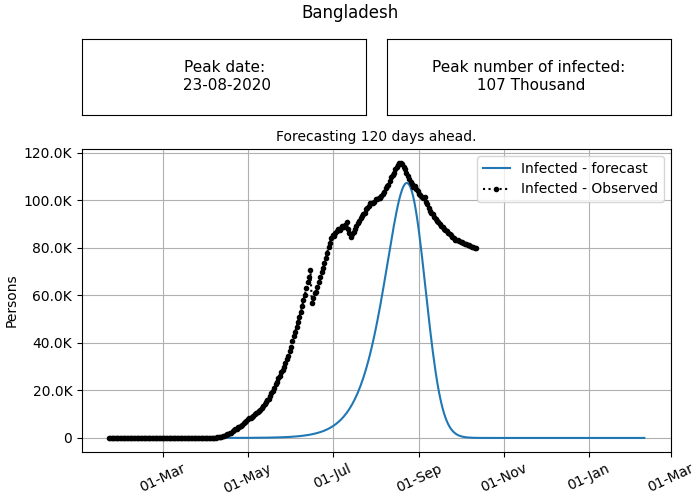 Bangladesh
Peak date:
23-08-2020
Peak number of infected:
107 Thousand
Forecasting 120 days ahead.
120.0K
100.0K
80.0K
60.0K
40.0K
20.0K
0
Persons
Infected - forecast
Infected - Observed
01-Mar
01-May
01-Jul
01-Sep
01-Nov
01-Jan
01-Mar